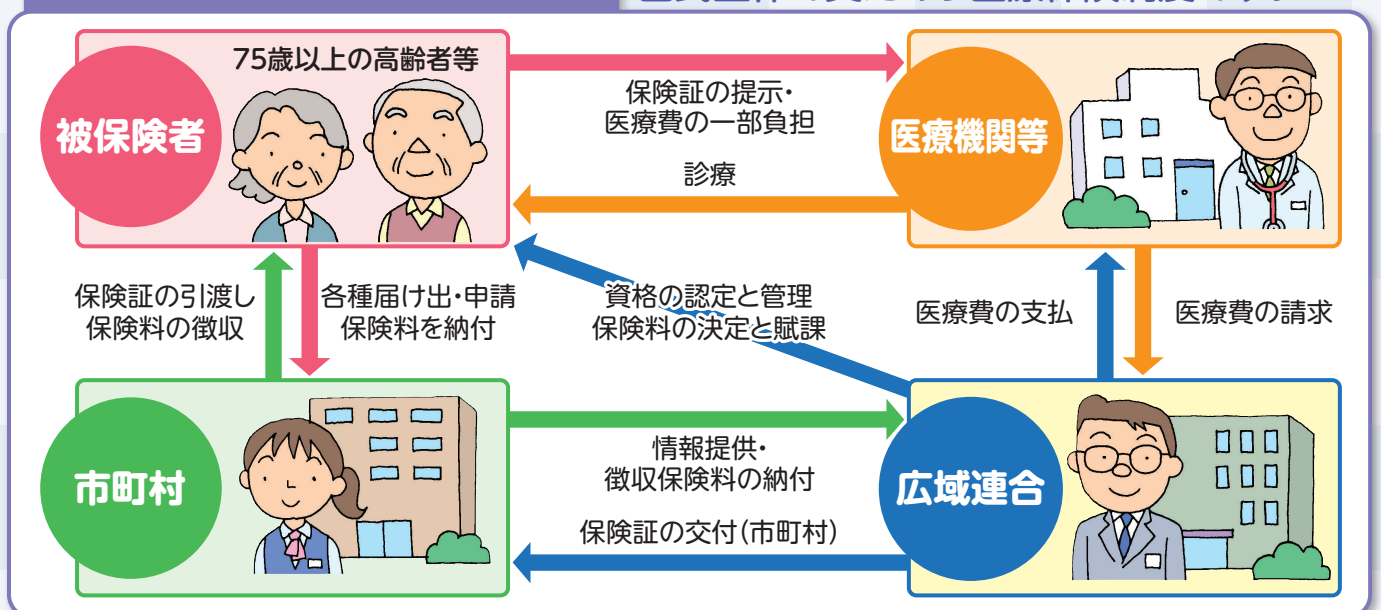 75歳以上の高齢者等
被保険者
保険証の提示・
医療費の一部負担
診療
医療機関等
保険証の引渡し
保険料の徴収
各種届け出・申請
保険料を納付
資格の認定と管理
保険料の決定と賦課
医療費の支払
医療費の請求
市町村
情報提供・
徴収保険料の納付
保険証の交付(市町村)
広域連合